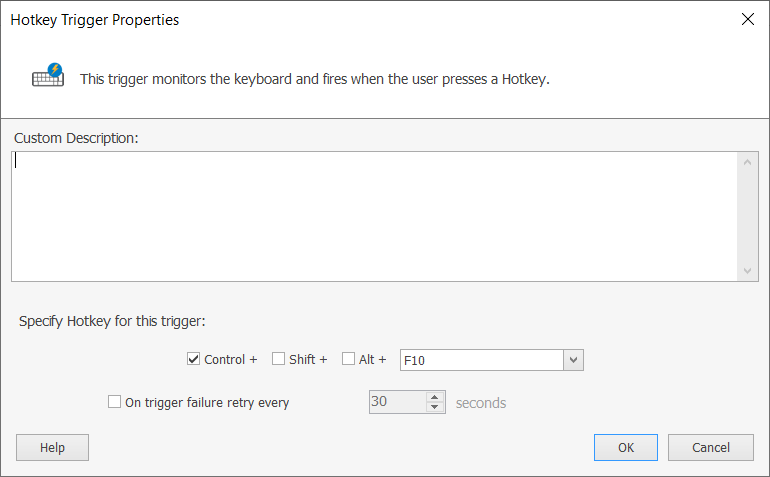 Hotkey Trigger Properties
This trigger monitors the keyboard and fires when the user presses a Hotkey.
Custom Description:
Specify Hotkey for this trigger:
Control + Shift + Alt + F10
On trigger failure retry every 30 seconds
Help OK Cancel